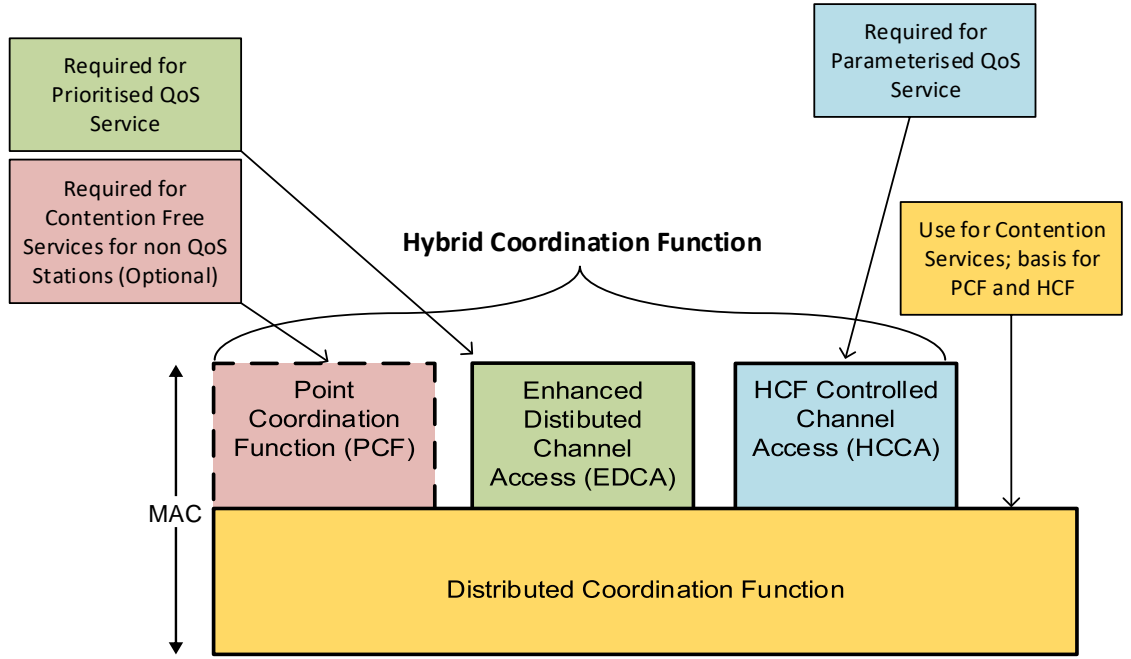 Required for
Prioritised QoS
Service
Required for
Parameterised QoS
Service
Required for
Contention Free
Services for non QoS
Stations (Optional)
Use for Contention
Services; basis for
PCF and HCF
Hybrid Coordination Function
Point
Coordination
Function (PCF)
Enhanced
Distibuted
Channel
Access (EDCA)
HCF Controlled
Channel
Access (HCCA)
MAC
Distributed Coordination Function